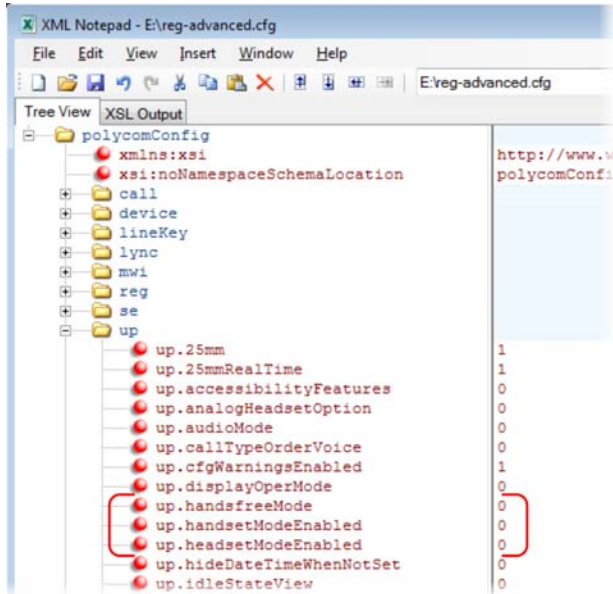 XML Notepad - E:\reg-advanced.cfg
File Edit View Insert Window Help
E:\reg-advanced.cfg
Tree View XSL Output
polycomConfig
xmlns:xsi http://www.w
xsi:noNamespaceSchemaLocation polycomConfi
call
device
lineKey
lync
mwi
reg
se
up
up.25mm 1
up.25mmRealTime 1
up.accessibilityFeatures 0
up.analogHeadsetOption 0
up.audioMode 0
up.callTypeOrderVoice 0
up.cfgWarningsEnabled 1
up.displayOperMode 0
up.handsfreeMode 0
up.handsetModeEnabled 0
up.headsetModeEnabled 0
up.hideDateTimeWhenNotSet 0
up.idleStateView 0